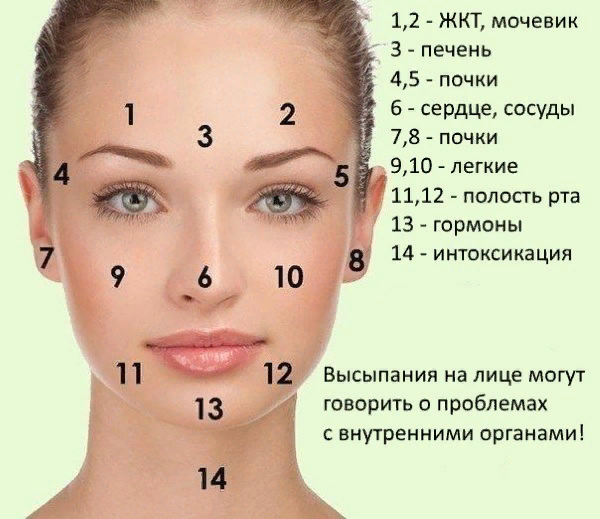 1,2 - ЖКТ, мочевик
3 - печень
4,5 - почки
6 - сердце, сосуды
7,8 - почки
9,10 - легкие
11,12 - полость рта
13 - гормоны
14 - интоксикация
1
2
3
4
5
7
8
9
6
10
11
12
13
14
Высыпания на лице могут
говорить о проблемах
с внутренними органами!